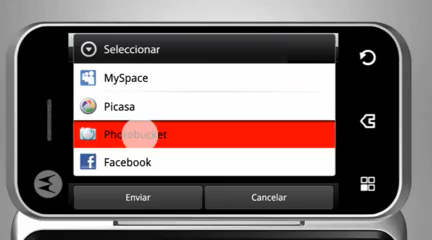 Seleccionar
MySpace
Picasa
Photobucket
Facebook
Enviar
Cancelar